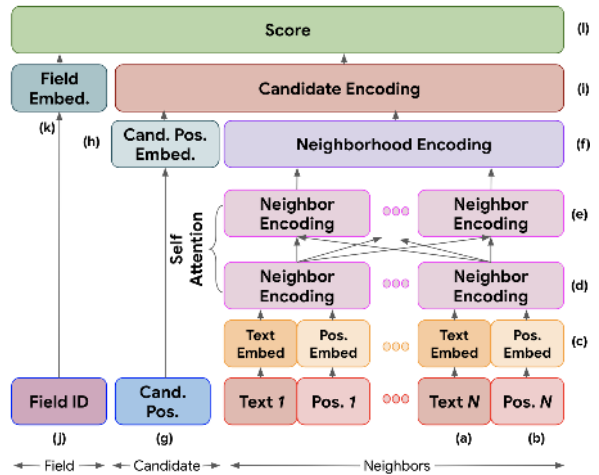 Score
(l)
Field
Embed.
Candidate Encoding
(i)
(k)
(h)
Cand. Pos.
Embed.
Neighborhood Encoding
(f)
Self
Attention
Neighbor
Encoding
Neighbor
Encoding
(e)
Neighbor
Encoding
Neighbor
Encoding
(d)
Text
Embed
Pos.
Embed
Text
Embed
Pos.
Embed
(c)
Field ID
Cand.
Pos.
Text 1
Pos. 1
Text N
Pos. N
(j)
(g)
(a)
(b)
Field
Candidate
Neighbors